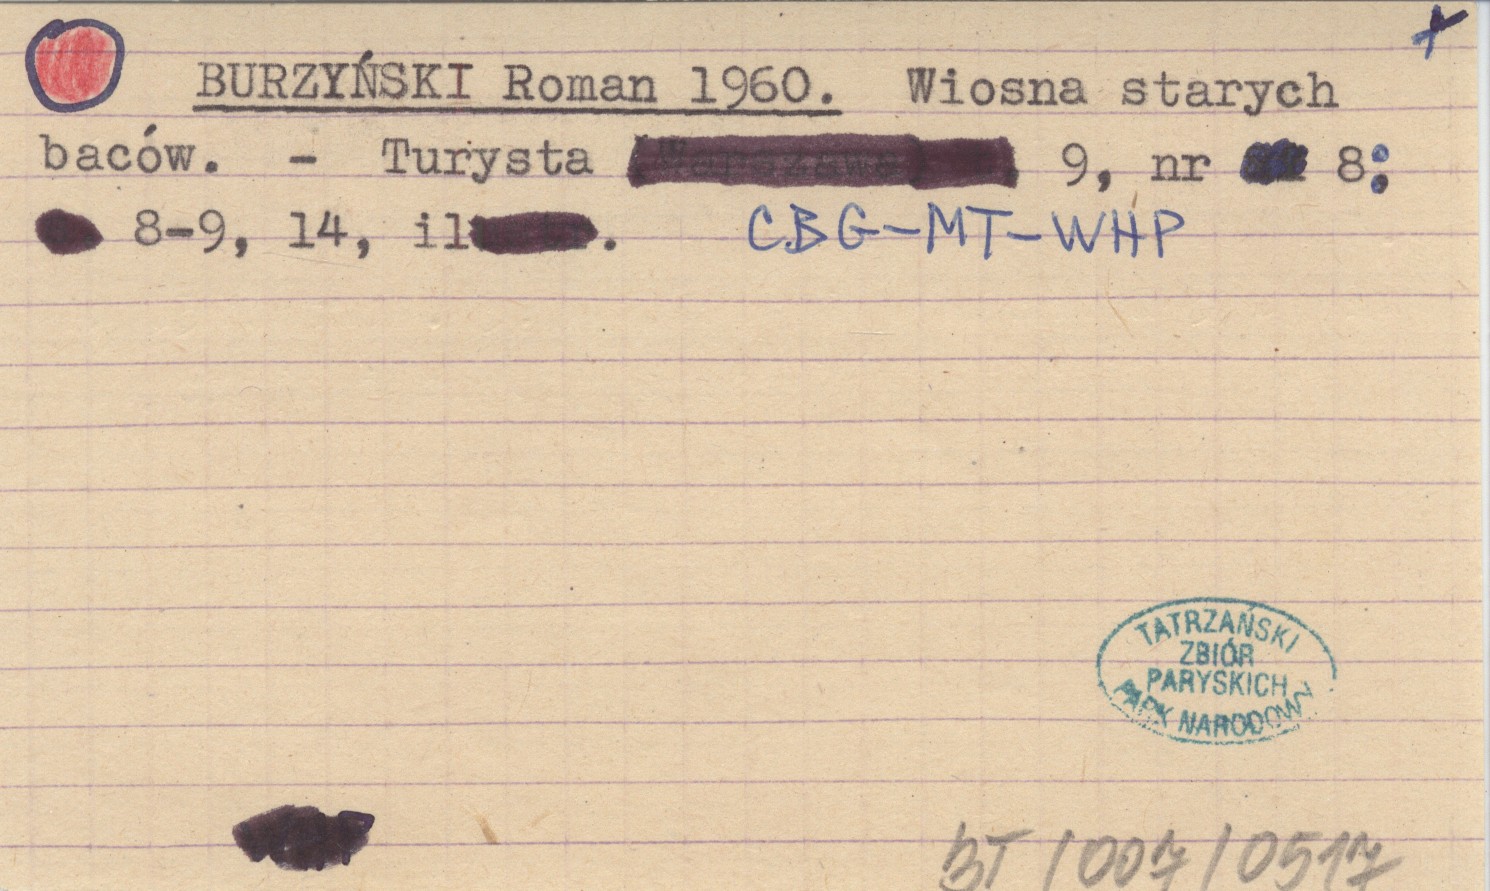 BURZYŃSKI Roman 1960. Wiosna starych
baców. - Turysta 9, nr 8:
8-9, 14, il. CBG-MT-WHP
TATRZAŃSKI
ZBIÓR
PARYSKICH
PARK NARODOWY
BT/007/0517